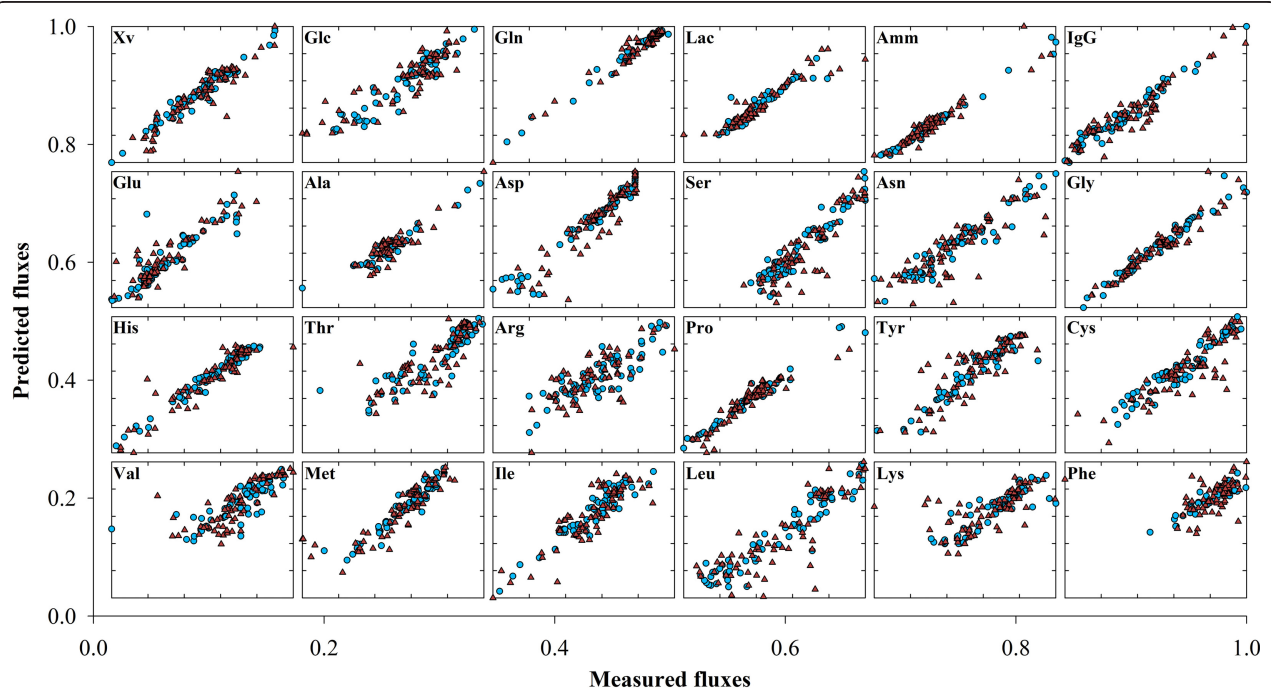 1.0
Xv Glc Gln Lac Amm IgG
0.8
Glu Ala Asp Ser Asn Gly
0.6
Predicted fluxes
His Thr Arg Pro Tyr Cys
0.4
Val Met Ile Leu Lys Phe
0.2
0.0
0.0 0.2 0.4 0.6 0.8 1.0
Measured fluxes